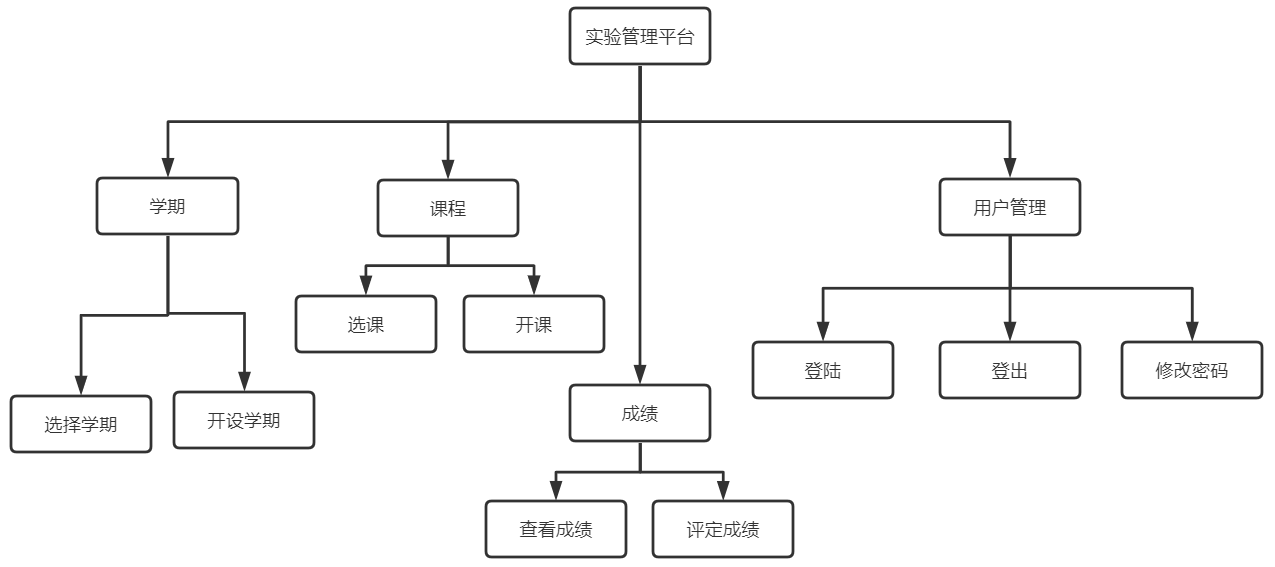 实验管理平台
学期
课程
用户管理
选课
开课
登陆
登出
修改密码
成绩
选择学期
开设学期
查看成绩
评定成绩